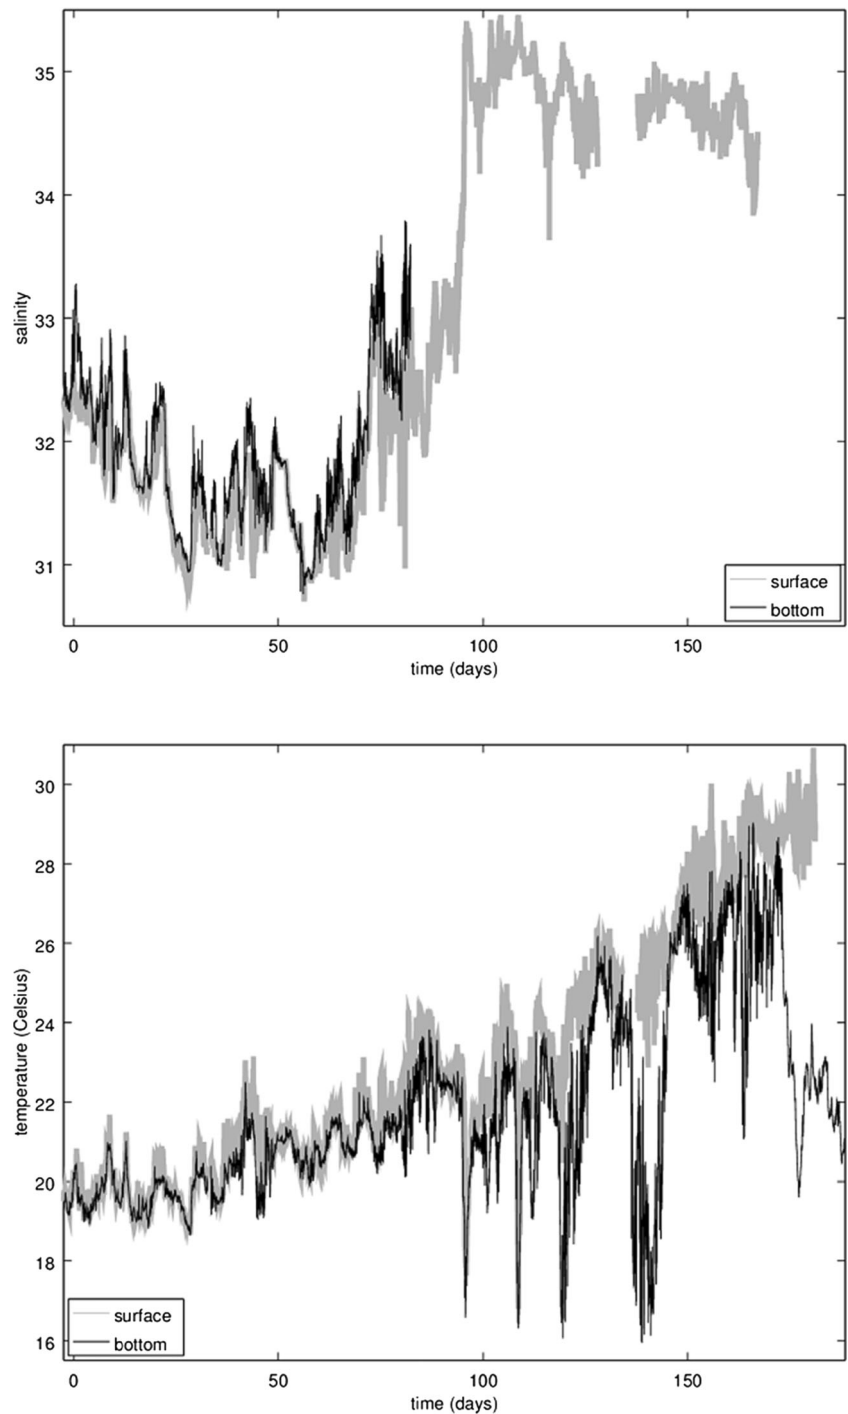 35
34
33
32
31
salinity
surface
bottom
0 50 100 150
time (days)
30
28
26
24
22
20
18
16
temperature (Celsius)
surface
bottom
0 50 100 150
time (days)